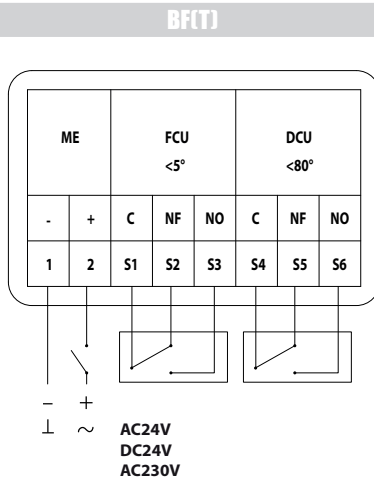 BF(T)
ME FCU DCU
<5° <80°
- + C NF NO C NF NO
1 2 S1 S2 S3 S4 S5 S6
– +
⊥ ~ AC24V
DC24V
AC230V